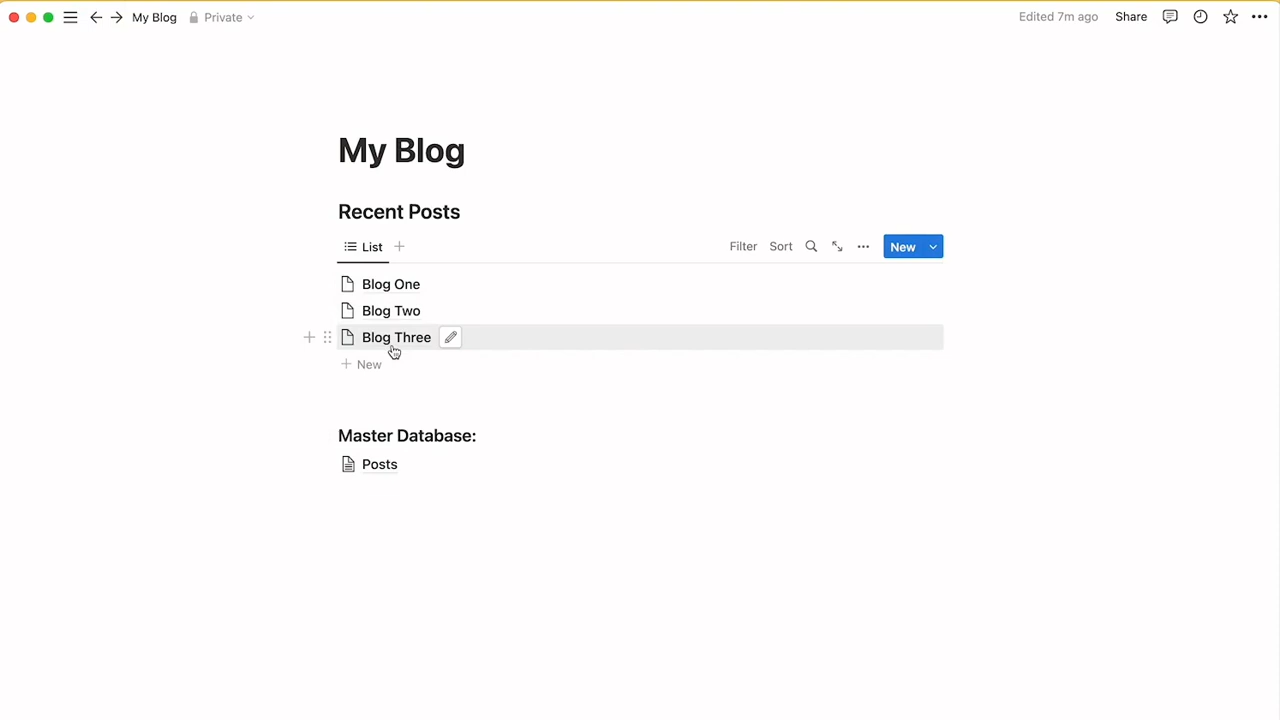 My Blog Private Edited 7m ago Share
My Blog
Recent Posts
List Filter Sort New
Blog One
Blog Two
Blog Three
New
Master Database:
Posts